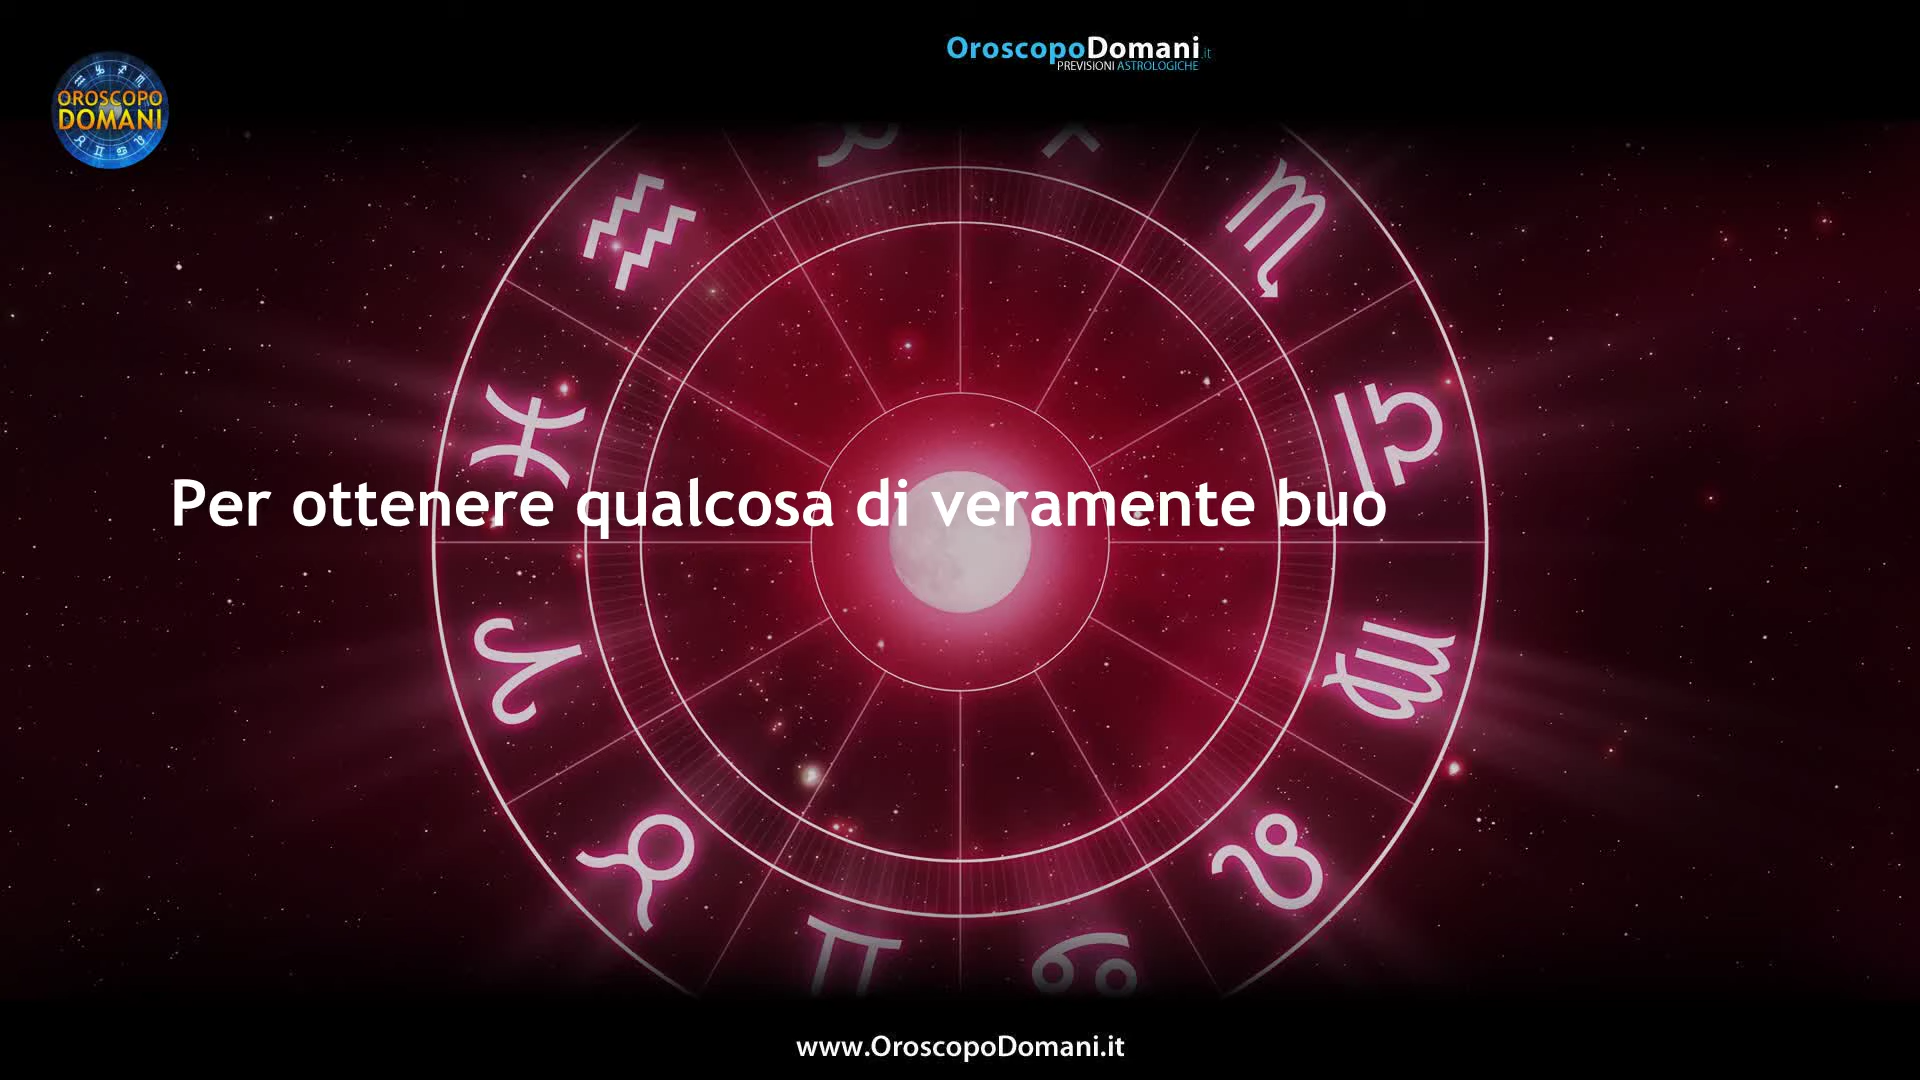 OroscopoDomani.it
PREVISIONI ASTROLOGICHE
OROSCOPO
DOMANI
Per ottenere qualcosa di veramente buo
www.OroscopoDomani.it